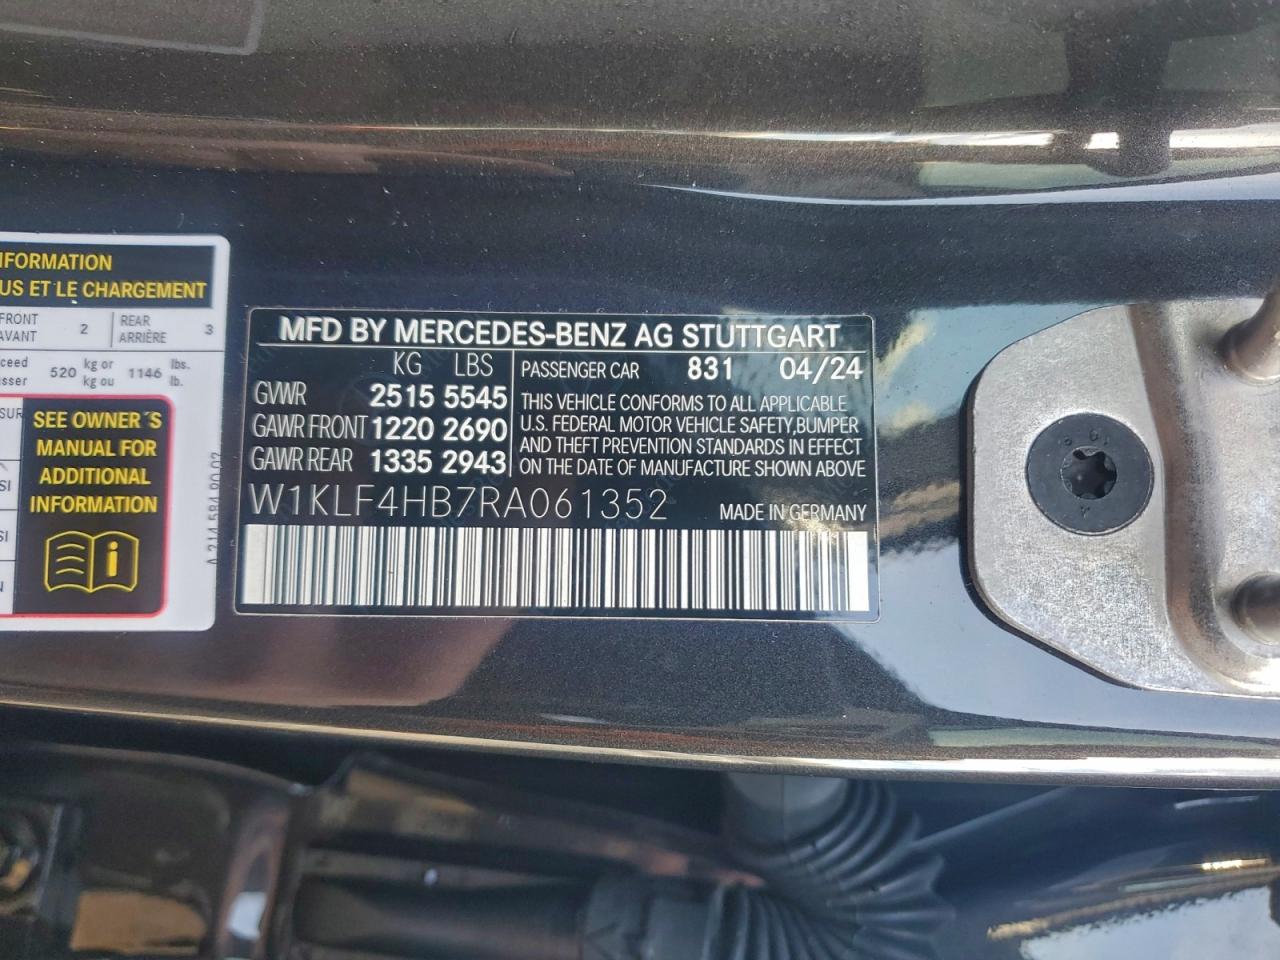 INFORMATION
US ET LE CHARGEMENT
FRONT 2 REAR 3
AVANT ARRIÈRE
520 kg or 1146 lbs.
kg ou lb.
SEE OWNER´S
MANUAL FOR
ADDITIONAL
INFORMATION
i
MFD BY MERCEDES-BENZ AG STUTTGART
KG LBS PASSENGER CAR 831 04/24
GVWR 2515 5545
GAWR FRONT 1220 2690
GAWR REAR 1335 2943
THIS VEHICLE CONFORMS TO ALL APPLICABLE
U.S. FEDERAL MOTOR VEHICLE SAFETY,BUMPER
AND THEFT PREVENTION STANDARDS IN EFFECT
ON THE DATE OF MANUFACTURE SHOWN ABOVE
W1KLF4HB7RA061352 MADE IN GERMANY